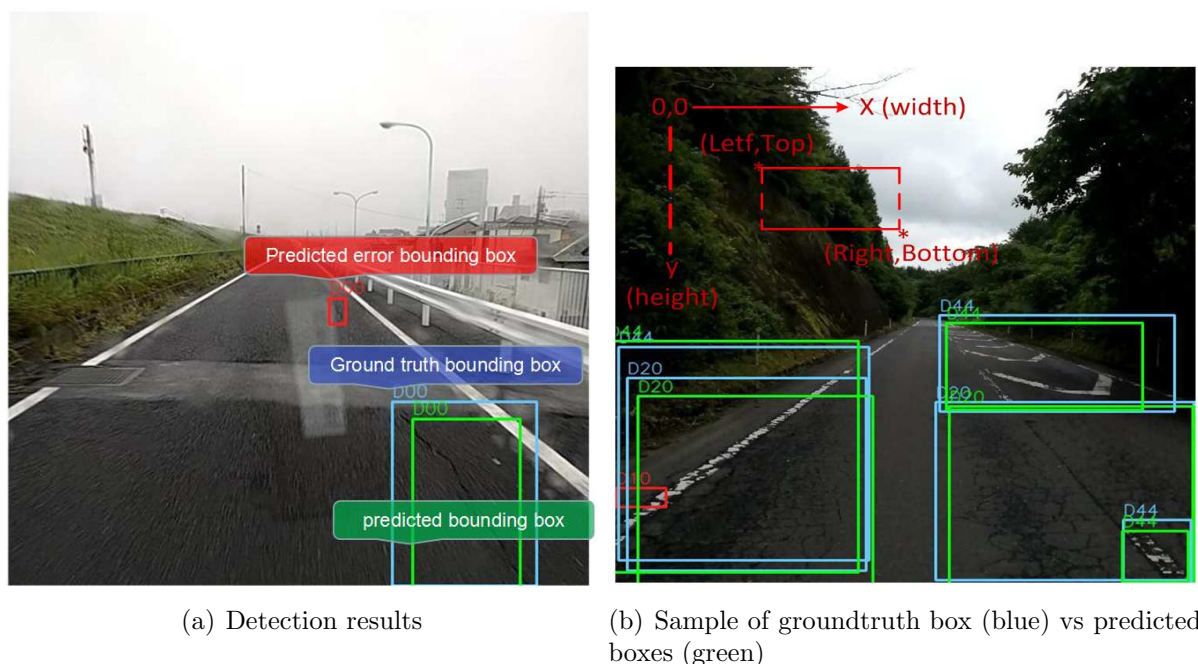 Predicted error bounding box
D00
Ground truth bounding box
D00
D00
predicted bounding box
(a) Detection results
0,0
X (width)
(Letf,Top)
(Right,Bottom)
y
(height)
D44
D44
D44
D44
D20
D20
D20
D20
D10
D44
D44
(b) Sample of groundtruth box (blue) vs predicted
boxes (green)